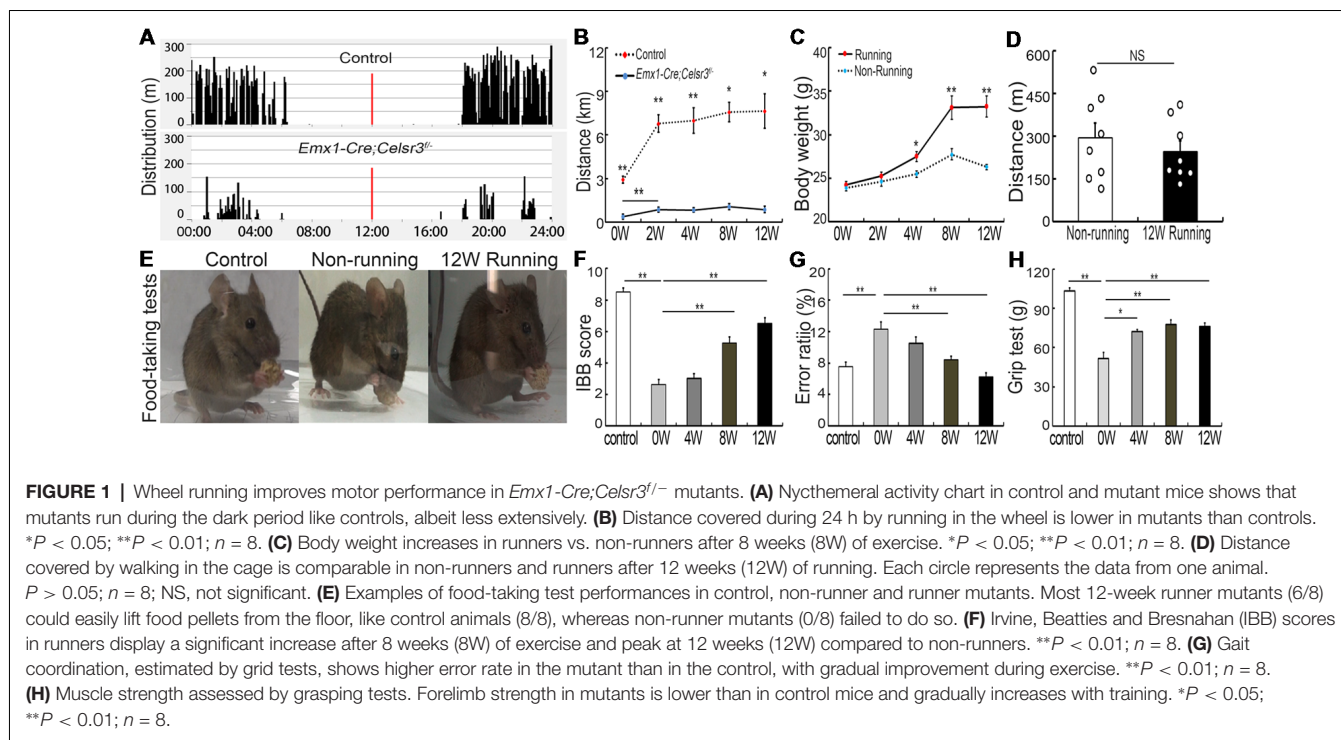 A
300
200
100
0
Control
300
200
100
0
Emx1-Cre;Celsr3f/-
Distribution (m)
00:00 04:00 08:00 12:00 16:00 20:00 24:00
B
12
9
6
3
0
Distance (km)
Control
Emx1-Cre;Celsr3f/-
**
**
**
*
*
**
0W 2W 4W 8W 12W
C
40
35
30
25
20
Body weight (g)
Running
Non-Running
*
**
**
0W 2W 4W 8W 12W
D
600
450
300
150
0
Distance (m)
NS
Non-running 12W Running
E
Control Non-running 12W Running
Food-taking tests
F
10
8
6
4
2
0
IBB score
** **
**
control 0W 4W 8W 12W
G
20
16
12
8
4
0
Error ratiio (%)
** **
**
control 0W 4W 8W 12W
H
120
90
60
30
0
Grip test (g)
** **
**
*
control 0W 4W 8W 12W
FIGURE 1 | Wheel running improves motor performance in Emx1-Cre;Celsr3f/− mutants. (A) Nycthemeral activity chart in control and mutant mice shows that
mutants run during the dark period like controls, albeit less extensively. (B) Distance covered during 24 h by running in the wheel is lower in mutants than controls.
*P < 0.05; **P < 0.01; n = 8. (C) Body weight increases in runners vs. non-runners after 8 weeks (8W) of exercise. *P < 0.05; **P < 0.01; n = 8. (D) Distance
covered by walking in the cage is comparable in non-runners and runners after 12 weeks (12W) of running. Each circle represents the data from one animal.
P > 0.05; n = 8; NS, not significant. (E) Examples of food-taking test performances in control, non-runner and runner mutants. Most 12-week runner mutants (6/8)
could easily lift food pellets from the floor, like control animals (8/8), whereas non-runner mutants (0/8) failed to do so. (F) Irvine, Beatties and Bresnahan (IBB) scores
in runners display a significant increase after 8 weeks (8W) of exercise and peak at 12 weeks (12W) compared to non-runners. **P < 0.01; n = 8. (G) Gait
coordination, estimated by grid tests, shows higher error rate in the mutant than in the control, with gradual improvement during exercise. **P < 0.01; n = 8.
(H) Muscle strength assessed by grasping tests. Forelimb strength in mutants is lower than in control mice and gradually increases with training. *P < 0.05;
**P < 0.01; n = 8.